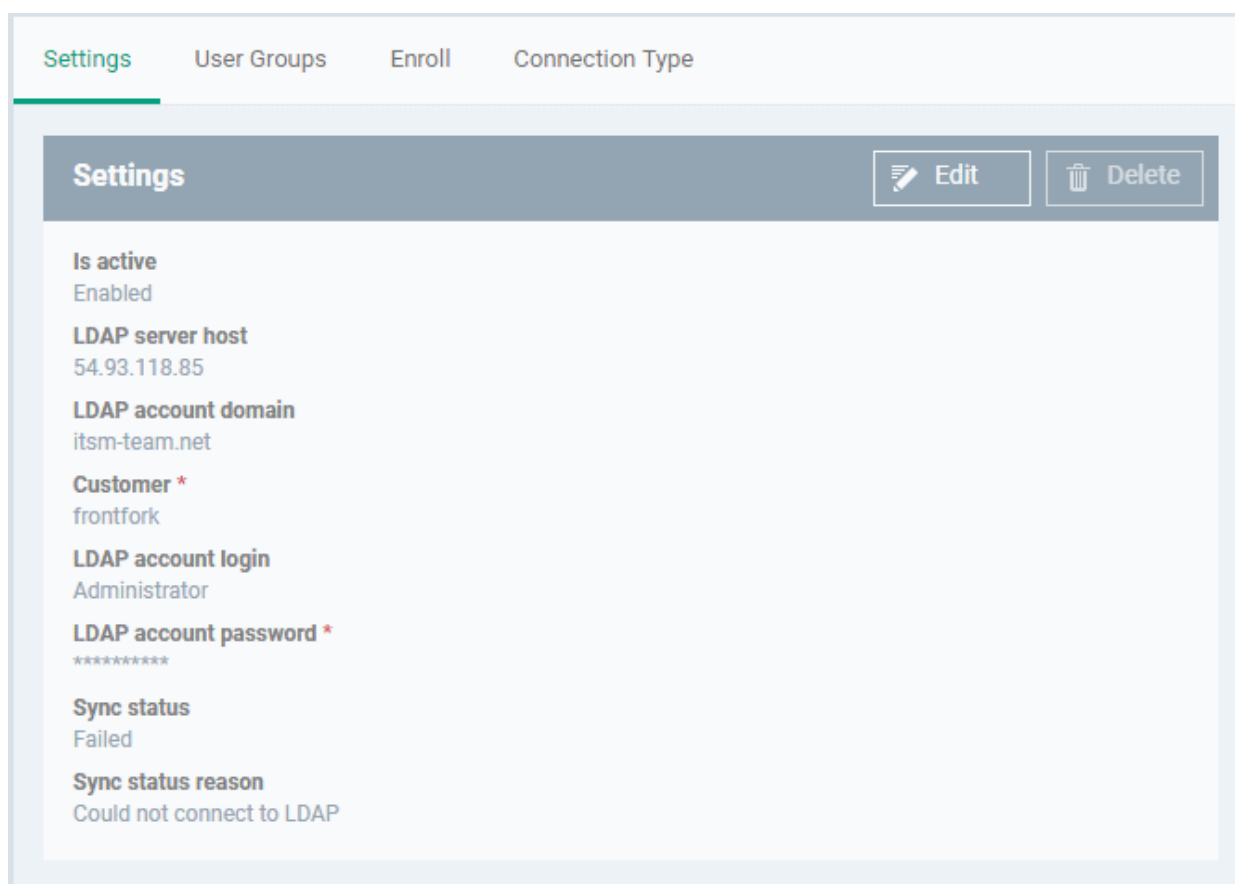 Settings User Groups Enroll Connection Type
Settings Edit Delete
Is active
Enabled
LDAP server host
54.93.118.85
LDAP account domain
itsm-team.net
Customer *
frontfork
LDAP account login
Administrator
LDAP account password *
**********
Sync status
Failed
Sync status reason
Could not connect to LDAP